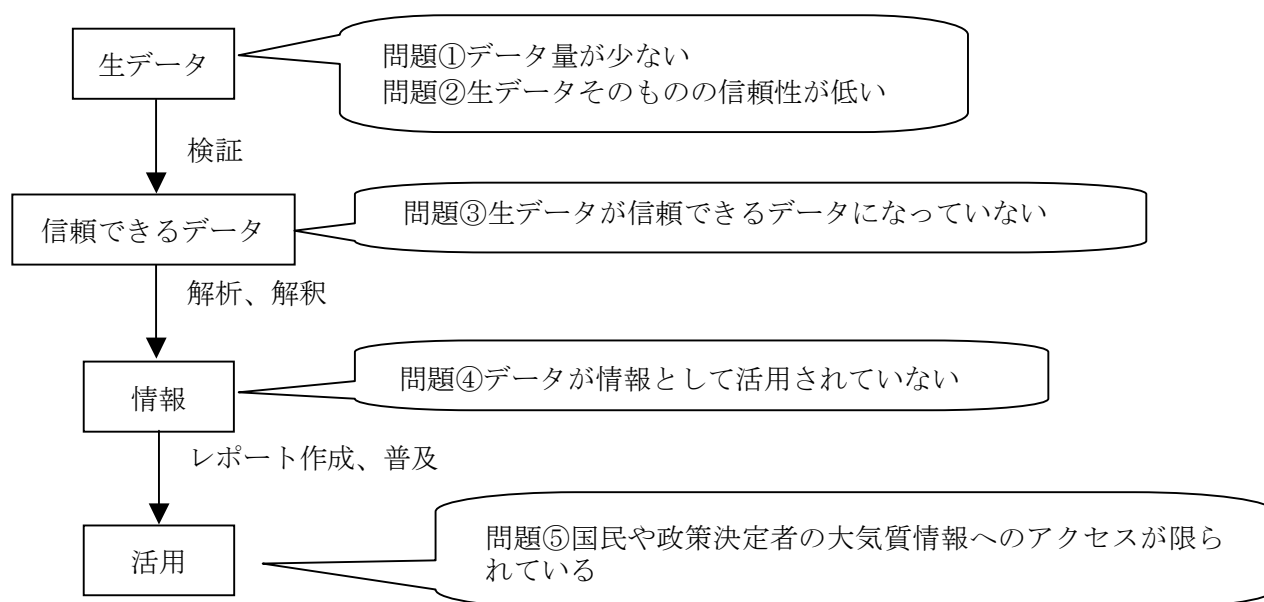 生データ
問題①データ量が少ない
問題②生データそのものの信頼性が低い
検証
信頼できるデータ
問題③生データが信頼できるデータになっていない
解析、解釈
情報
問題④データが情報として活用されていない
レポート作成、普及
活用
問題⑤国民や政策決定者の大気質情報へのアクセスが限ら
れている